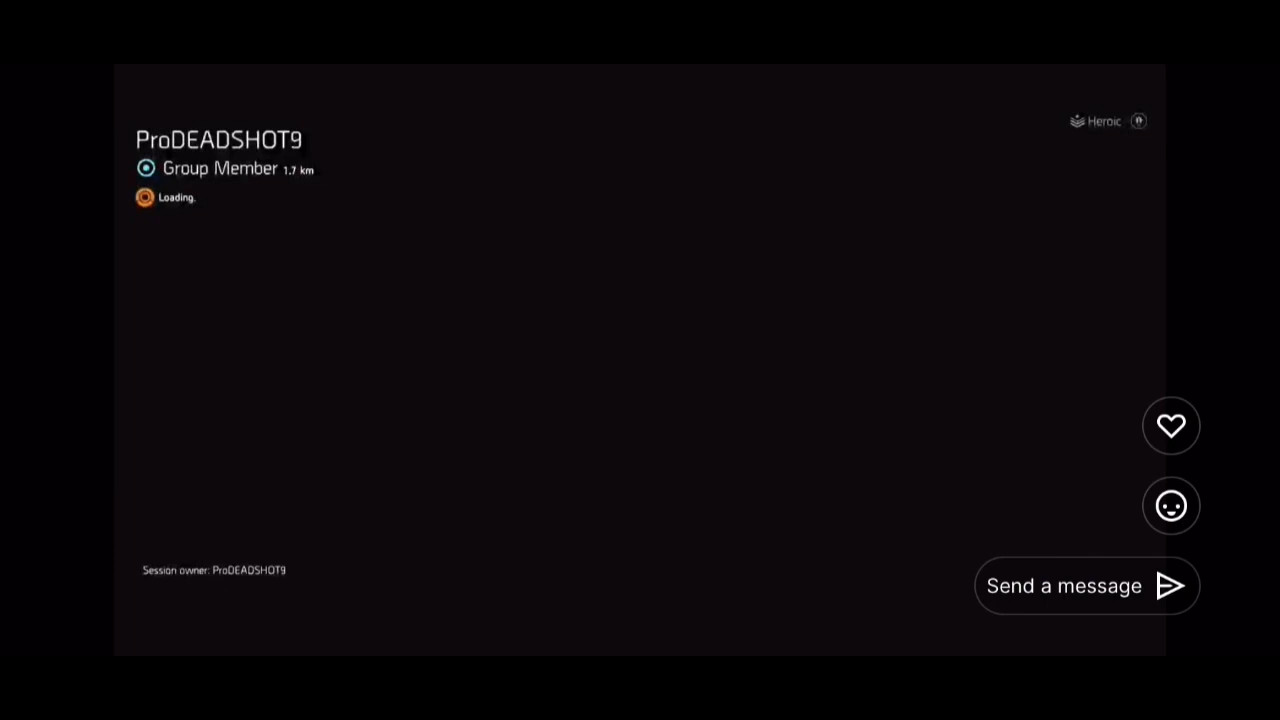 ProDEADSHOT9
Heroic
Group Member 1.7 km
Loading.
Session owner: ProDEADSHOT9
Send a message